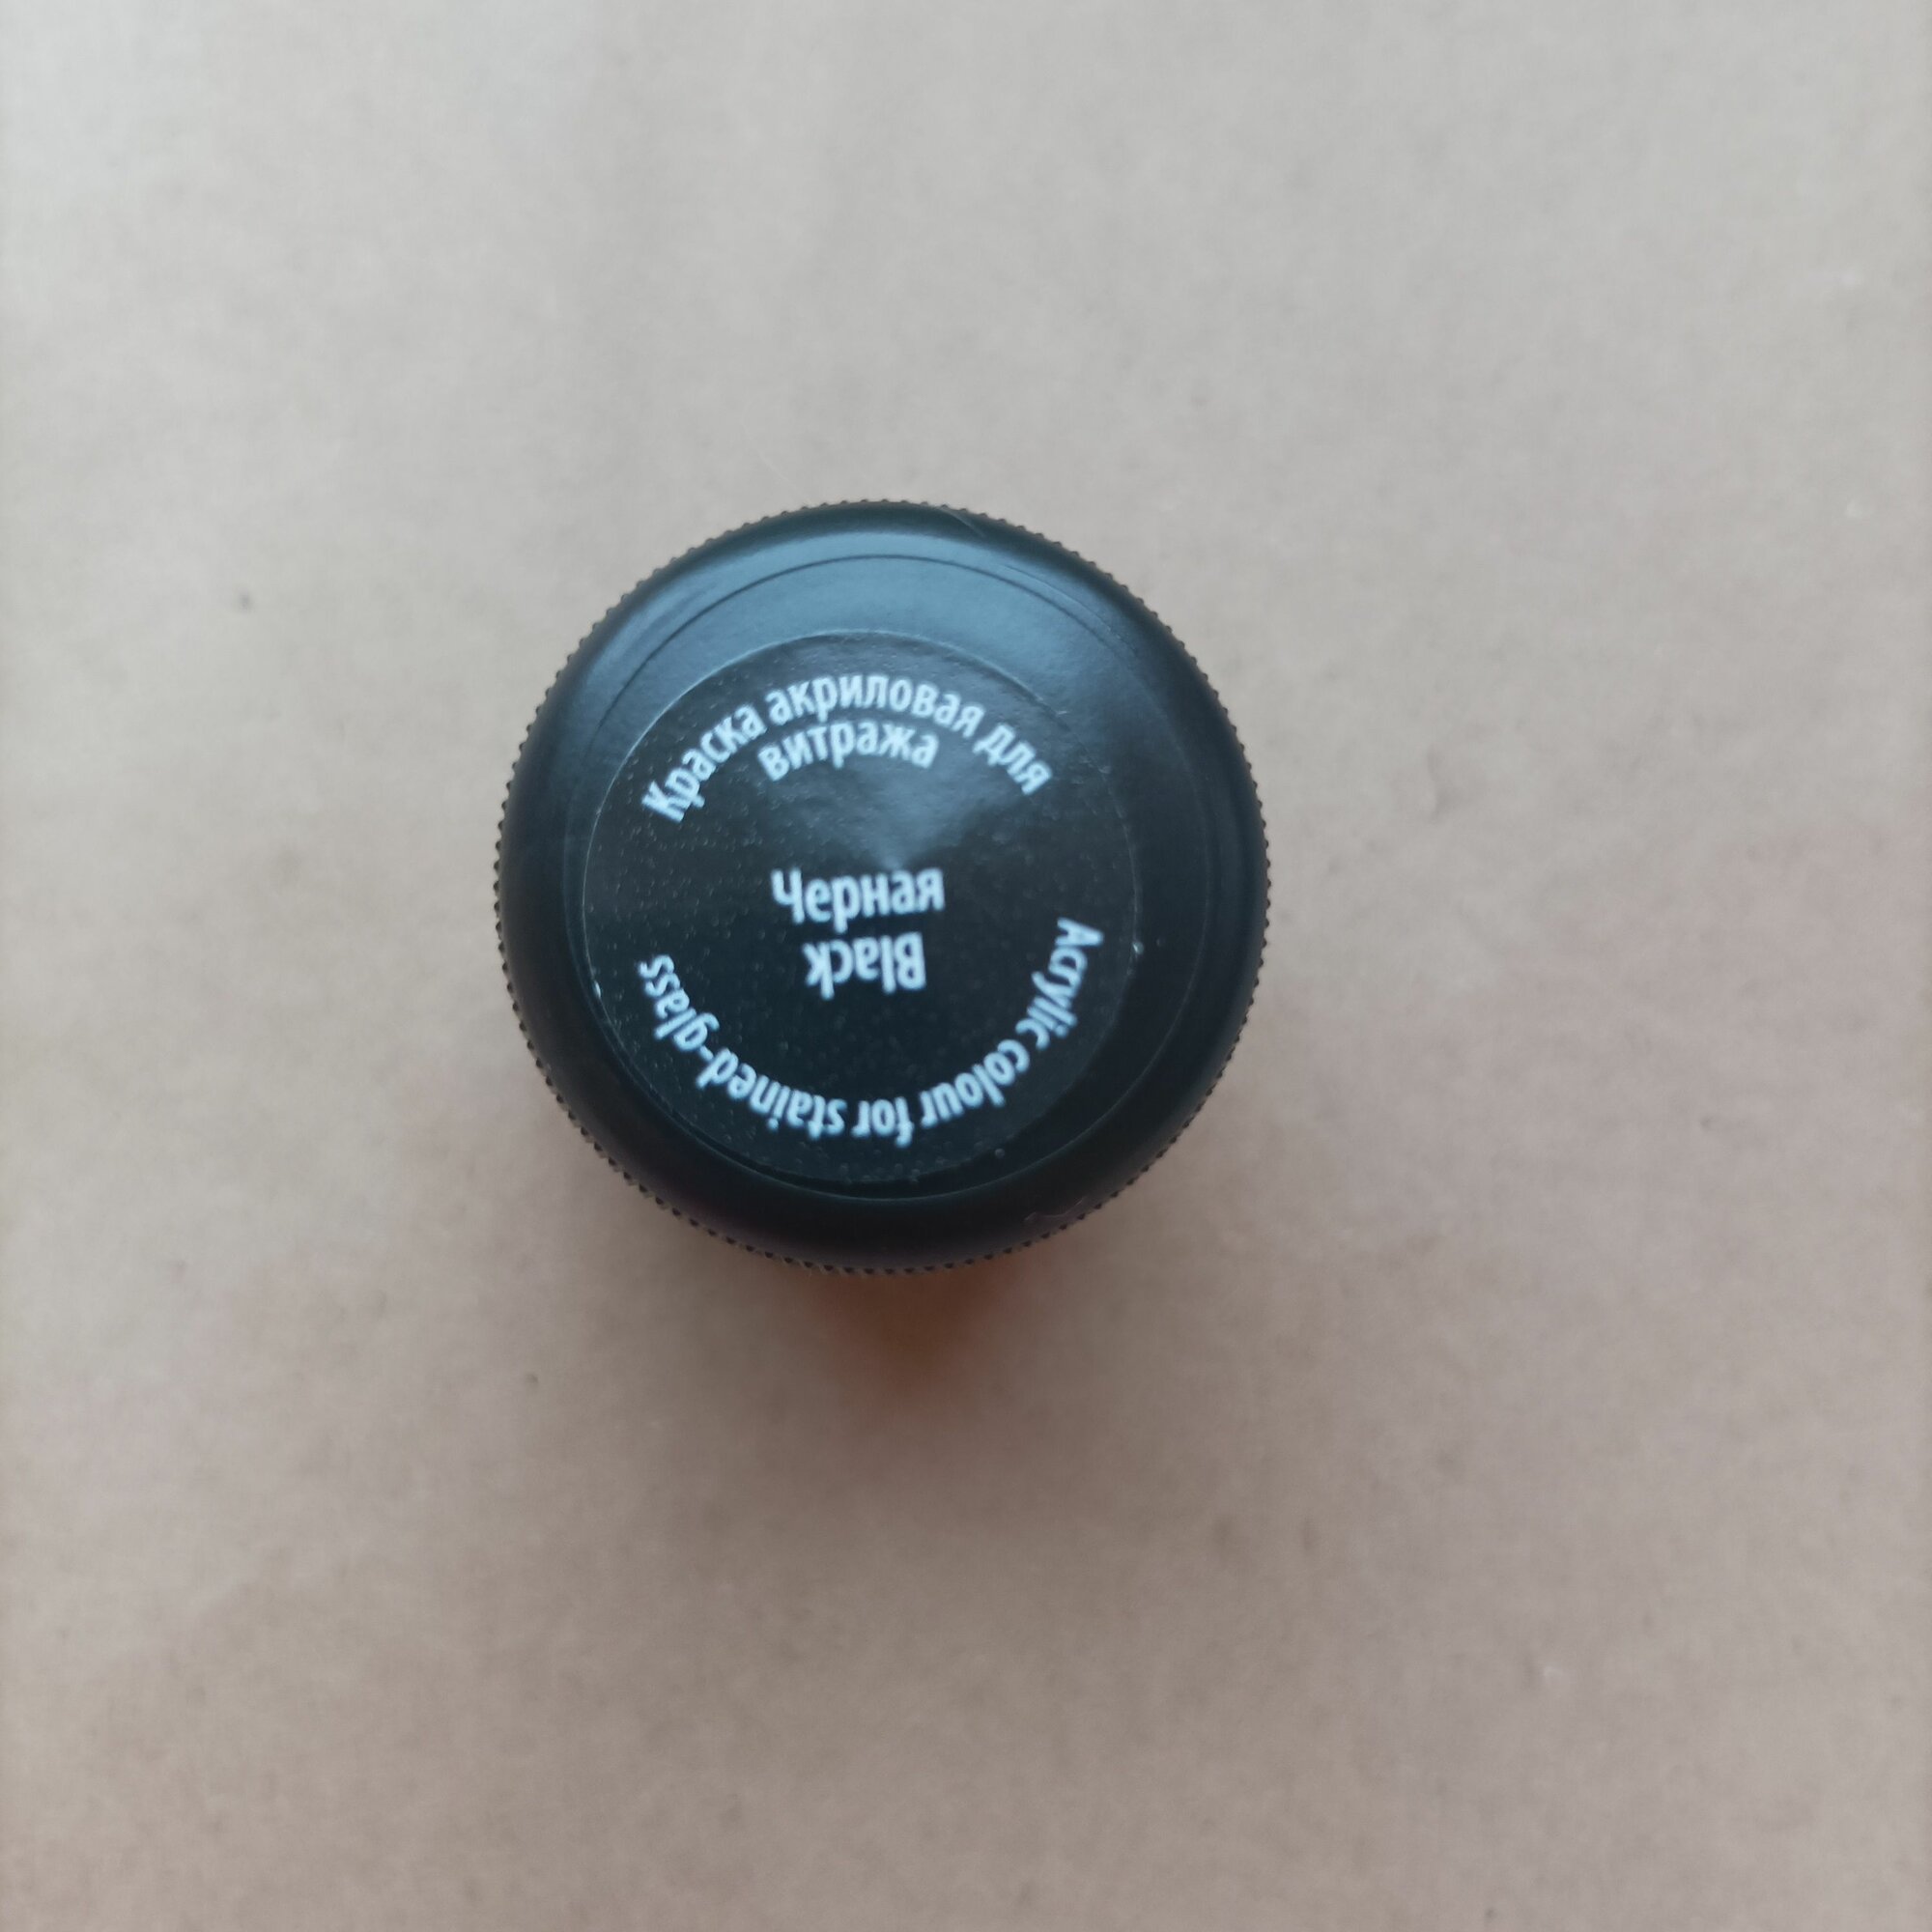 Краска акриловая для
витража
Черная
Black
Acrylic colour for stained-glass